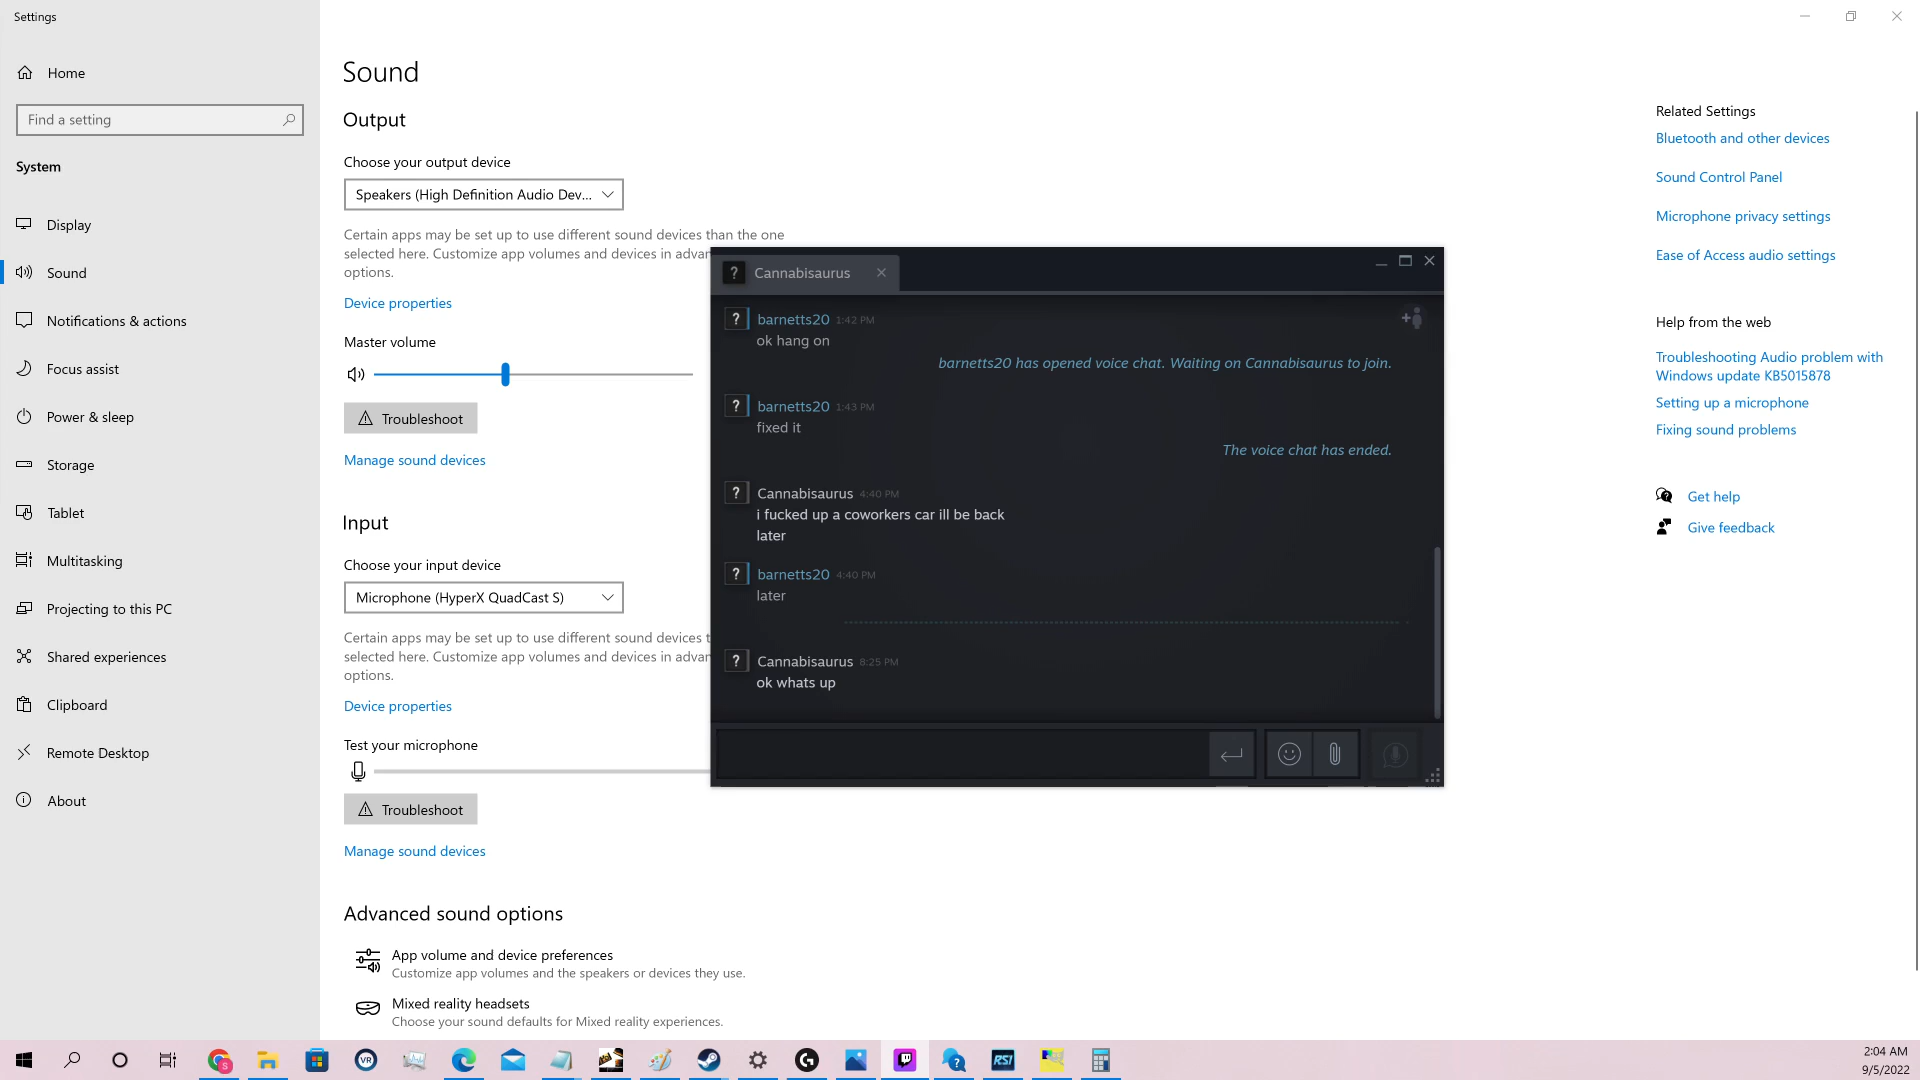 Settings
Home
Find a setting
System
Display
Sound
Notifications & actions
Focus assist
Power & sleep
Storage
Tablet
Multitasking
Projecting to this PC
Shared experiences
Clipboard
Remote Desktop
About
Sound
Output
Choose your output device
Speakers (High Definition Audio Dev...
Certain apps may be set up to use different sound devices than the one
selected here. Customize app volumes and devices in advan
options.
Device properties
Master volume
Troubleshoot
Manage sound devices
Input
Choose your input device
Microphone (HyperX QuadCast S)
Certain apps may be set up to use different sound devices t
selected here. Customize app volumes and devices in advan
options.
Device properties
Test your microphone
Troubleshoot
Manage sound devices
Advanced sound options
App volume and device preferences
Customize app volumes and the speakers or devices they use.
Mixed reality headsets
Choose your sound defaults for Mixed reality experiences.
? Cannabisaurus
? barnetts20 1:42 PM
ok hang on
barnetts20 has opened voice chat. Waiting on Cannabisaurus to join.
? barnetts20 1:43 PM
fixed it
The voice chat has ended.
? Cannabisaurus 4:40 PM
i fucked up a coworkers car ill be back
later
? barnetts20 4:40 PM
later
? Cannabisaurus 8:25 PM
ok whats up
Related Settings
Bluetooth and other devices
Sound Control Panel
Microphone privacy settings
Ease of Access audio settings
Help from the web
Troubleshooting Audio problem with
Windows update KB5015878
Setting up a microphone
Fixing sound problems
Get help
Give feedback
S
VR
?
RSI
2:04 AM
9/5/2022